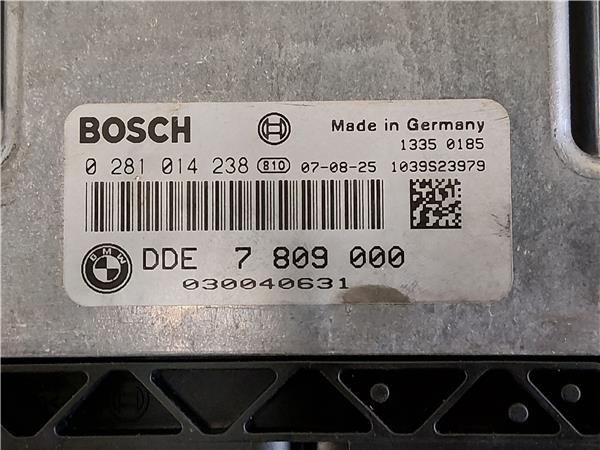 BOSCH Made in Germany
1335 0185
0 281 014 238 810 07-08-25 1039S23979
BMW DDE 7 809 000
030040631